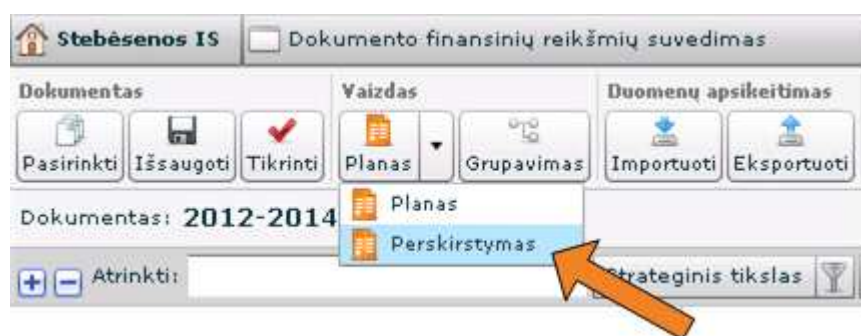 Stebėsenos IS Dokumento finansinių reikšmių suvedimas
Dokumentas Vaizdas Duomenų apsikeitimas
Pasirinkti Išsaugoti Tikrinti Planas Grupavimas Importuoti Eksportuoti
Planas
Dokumentas: 2012-2014
Perskirstymas
Atrinkti: Strateginis tikslas